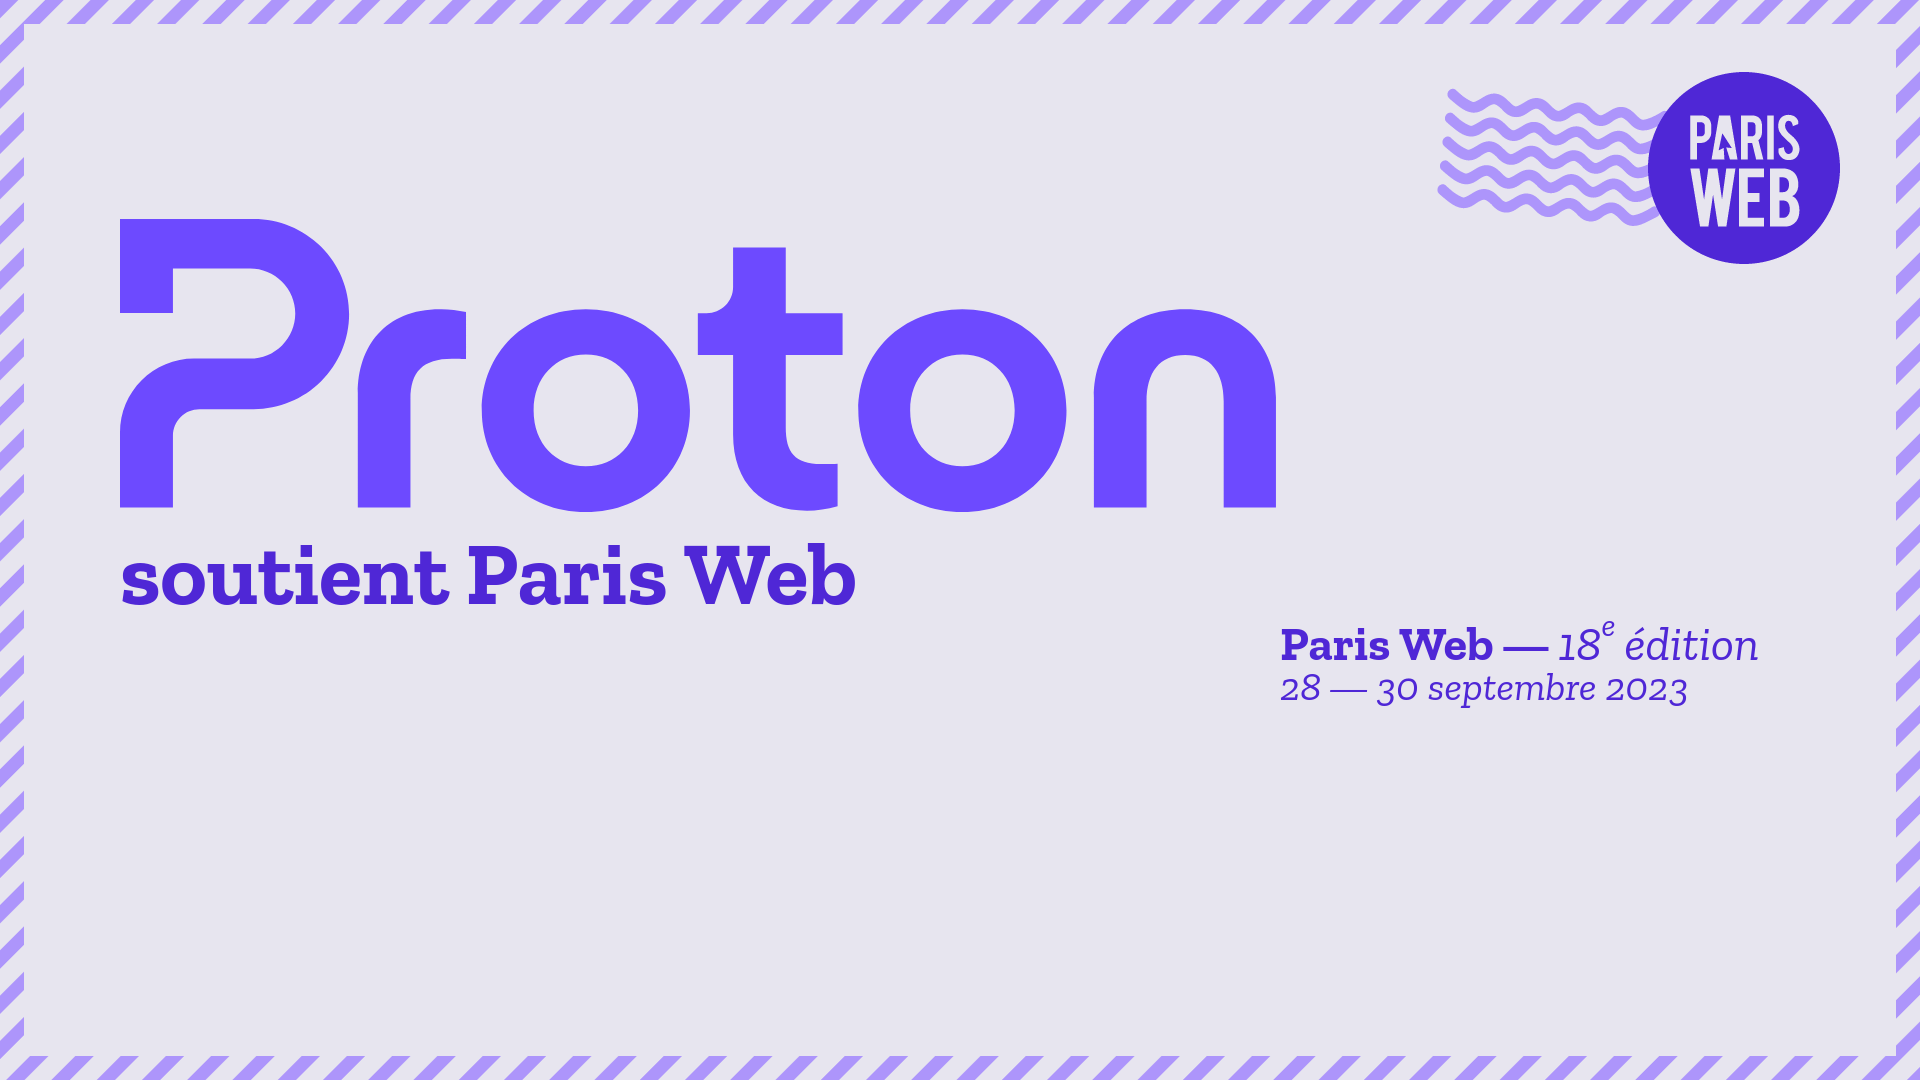 PARIS
WEB
Proton
soutient Paris Web
Paris Web — 18e édition
28 — 30 septembre 2023